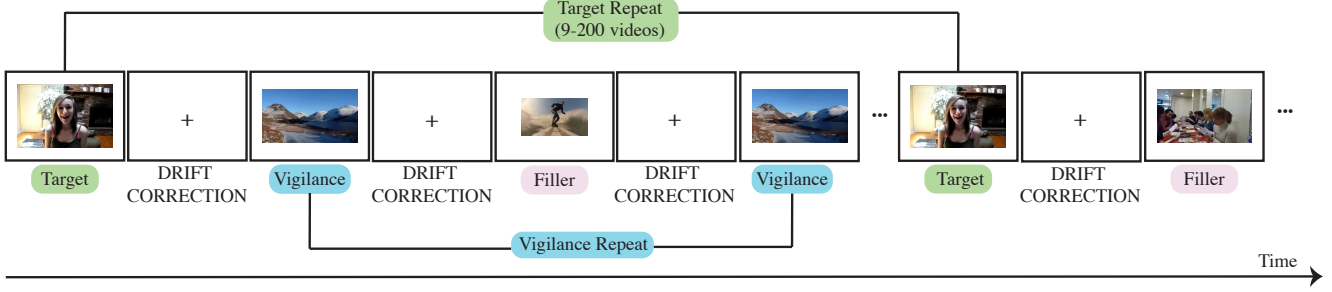 Target Repeat
(9-200 videos)
+
+
+
...
+
...
Target
DRIFT
CORRECTION
Vigilance
DRIFT
CORRECTION
Filler
DRIFT
CORRECTION
Vigilance
Target
DRIFT
CORRECTION
Filler
Vigilance Repeat
Time